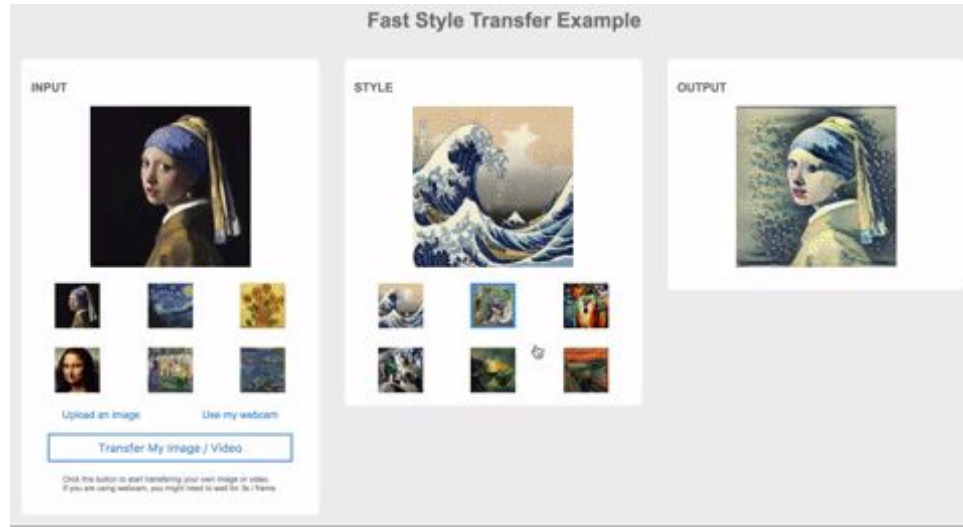 Fast Style Transfer Example
INPUT
STYLE
OUTPUT
Upload an image
Use my webcam
Transfer My Image / Video
Click this button to start transfering your own image or video.
If you are using webcam, you might need to wait for 3s / frame.